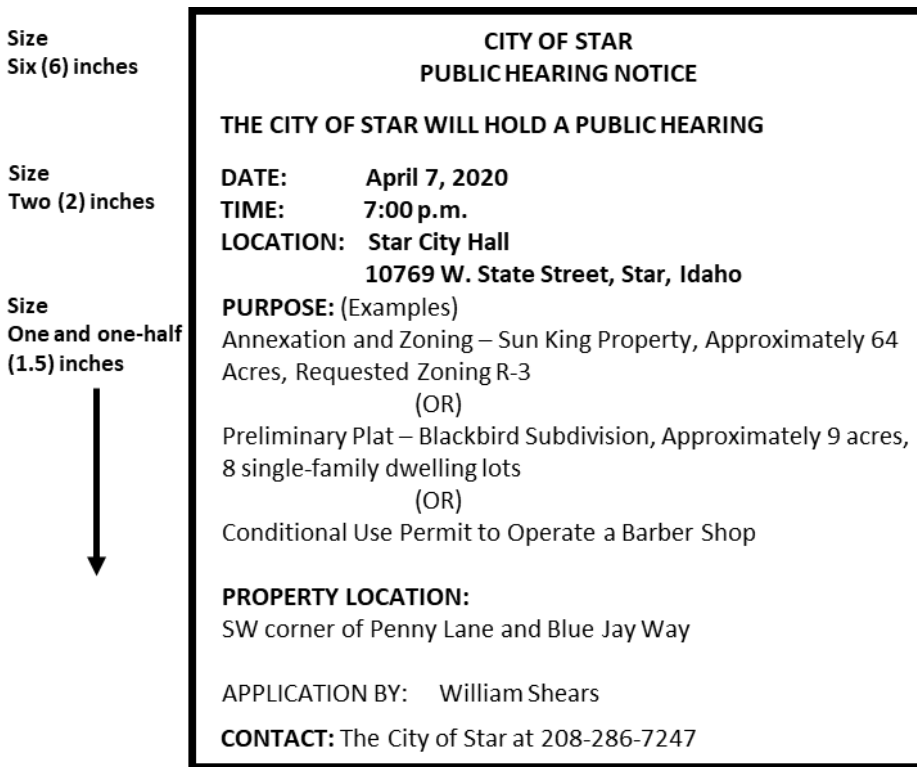 Size
Six (6) inches
CITY OF STAR
PUBLIC HEARING NOTICE
THE CITY OF STAR WILL HOLD A PUBLIC HEARING
Size
Two (2) inches
DATE: April 7, 2020
TIME: 7:00 p.m.
LOCATION: Star City Hall
10769 W. State Street, Star, Idaho
Size
One and one-half
(1.5) inches
PURPOSE: (Examples)
Annexation and Zoning – Sun King Property, Approximately 64
Acres, Requested Zoning R-3
(OR)
Preliminary Plat – Blackbird Subdivision, Approximately 9 acres,
8 single-family dwelling lots
(OR)
Conditional Use Permit to Operate a Barber Shop
PROPERTY LOCATION:
SW corner of Penny Lane and Blue Jay Way
APPLICATION BY: William Shears
CONTACT: The City of Star at 208-286-7247